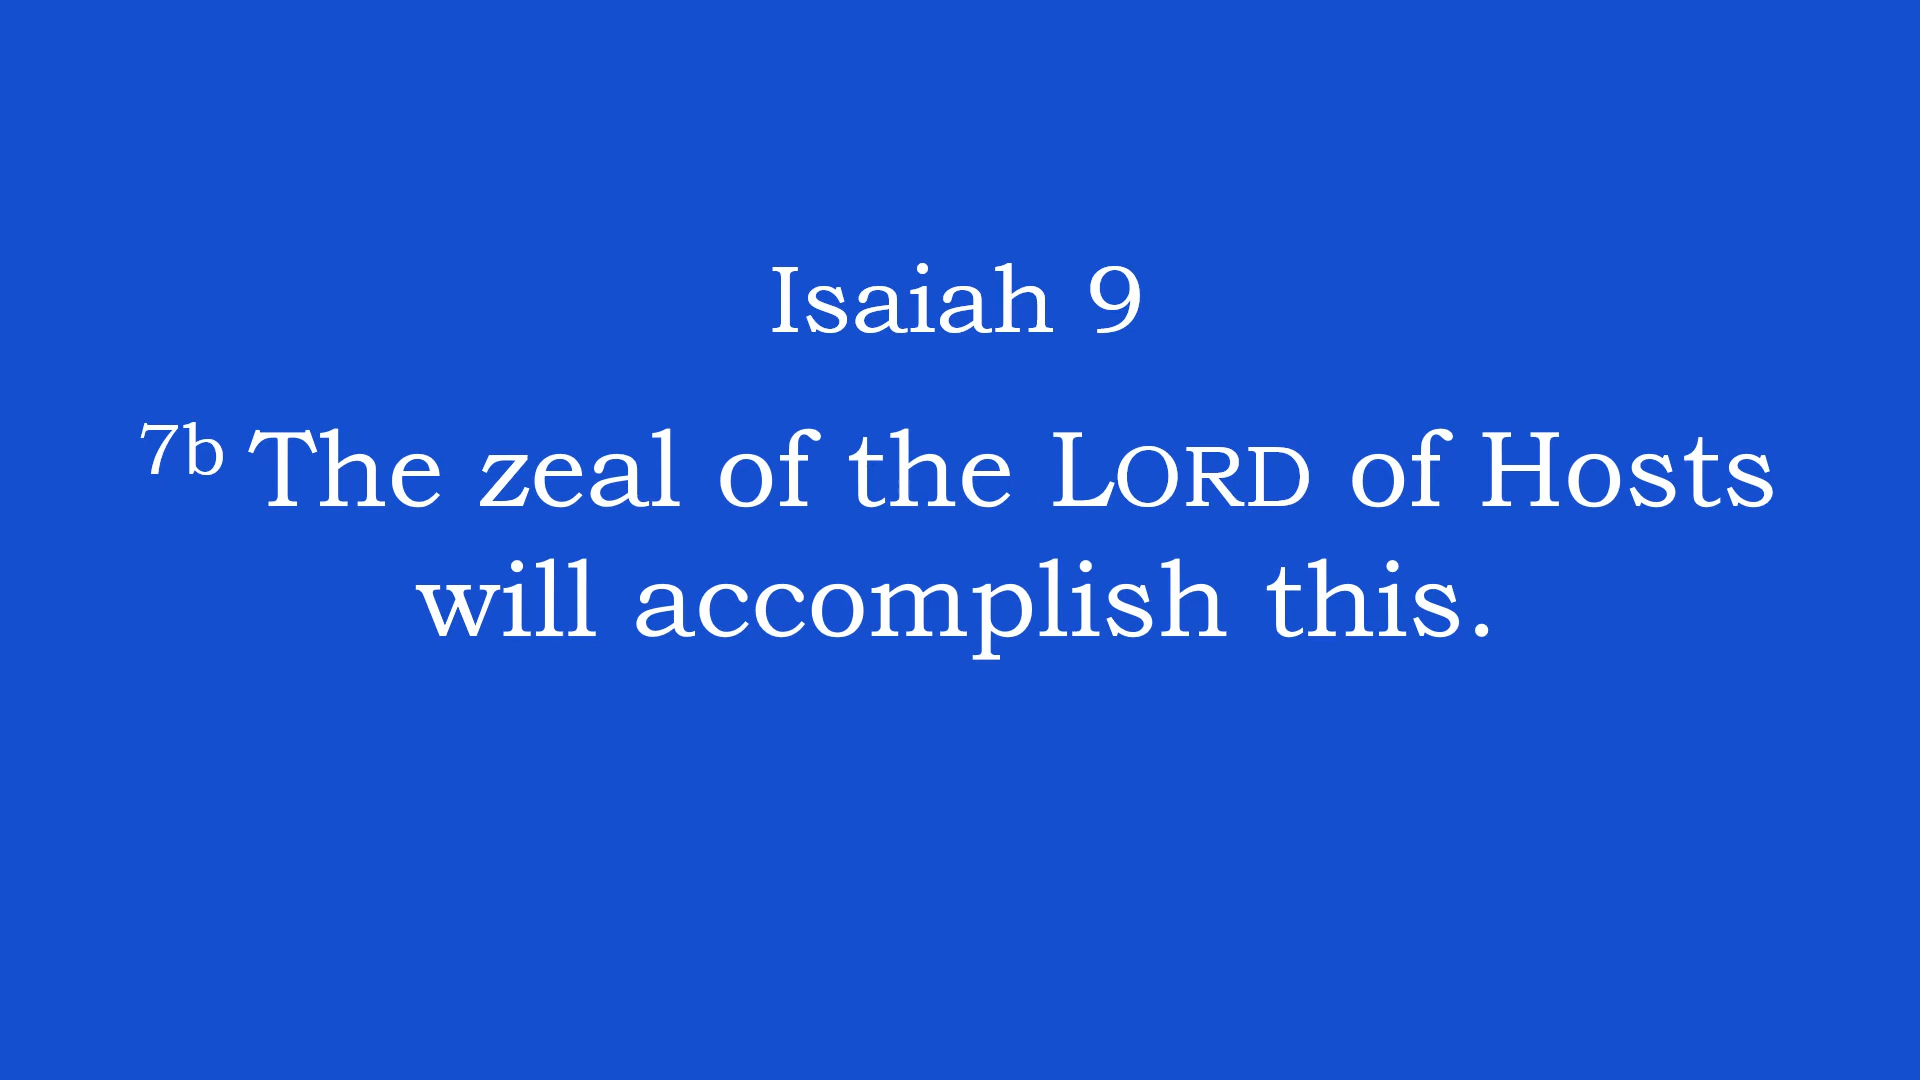 Isaiah 9
7b The zeal of the LORD of Hosts
will accomplish this.